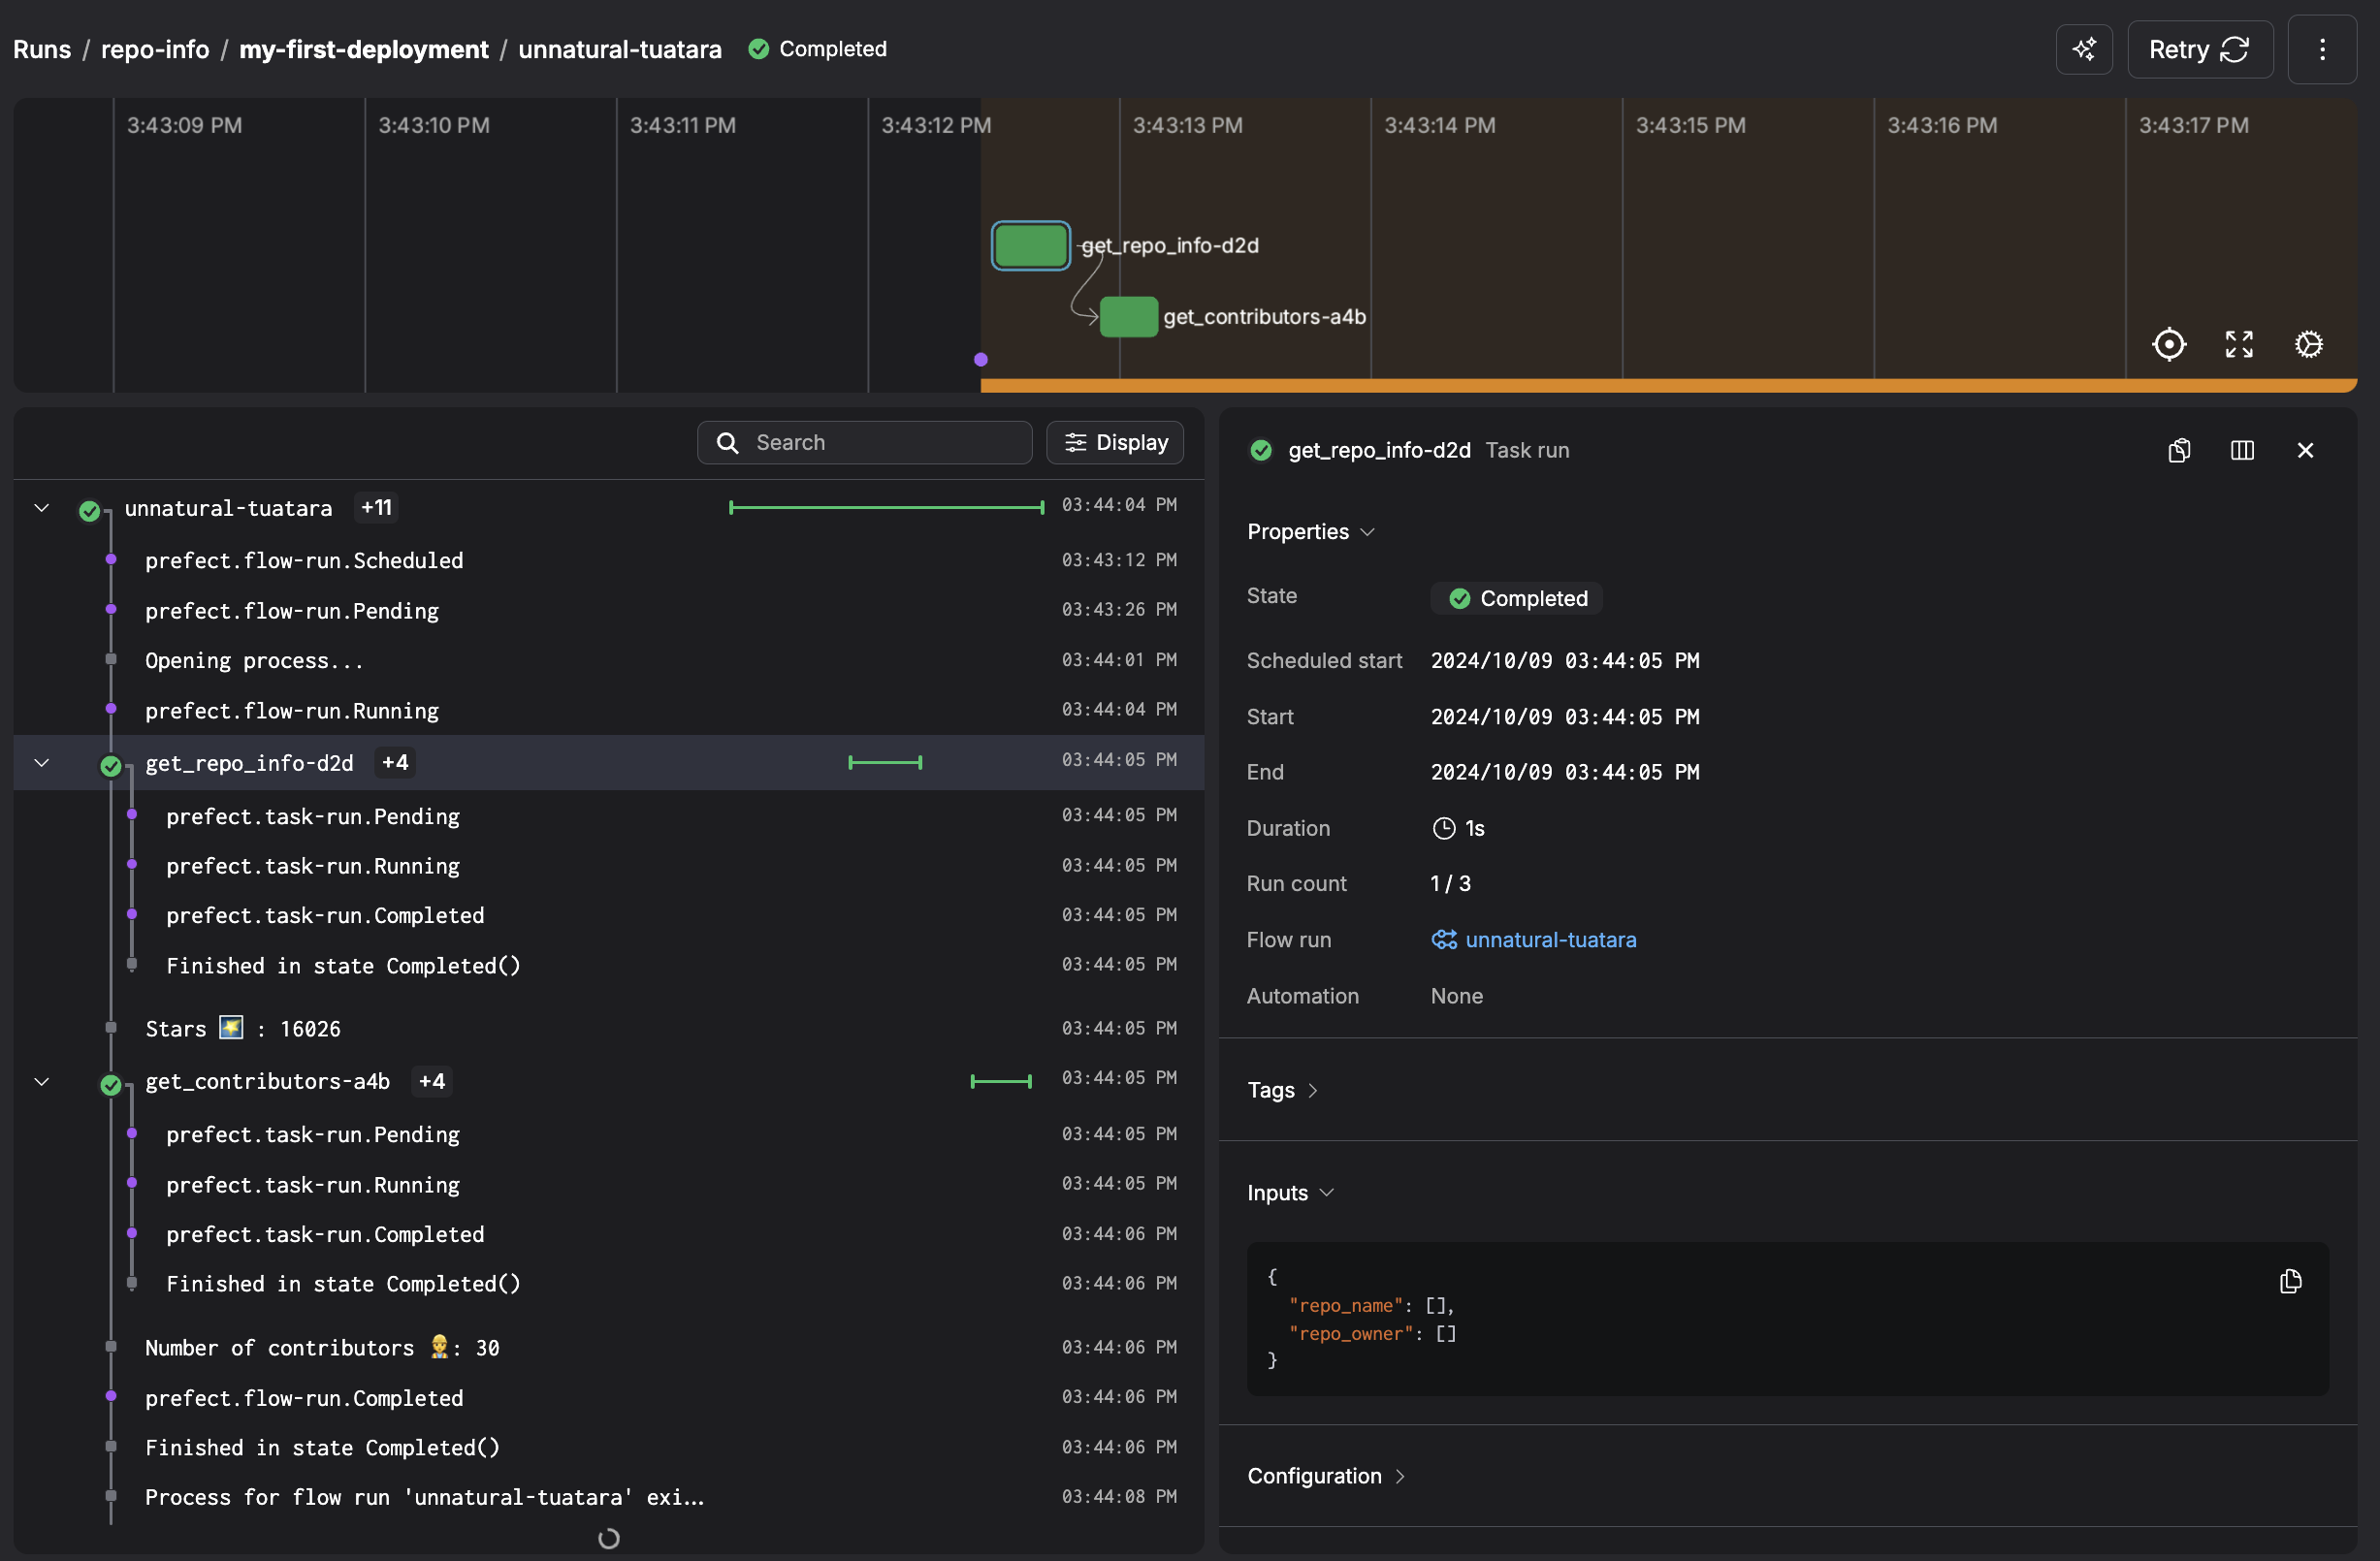 Runs / repo-info / my-first-deployment / unnatural-tuatara Completed
Retry
3:43:09 PM 3:43:10 PM 3:43:11 PM 3:43:12 PM 3:43:13 PM 3:43:14 PM 3:43:15 PM 3:43:16 PM 3:43:17 PM
get_repo_info-d2d
get_contributors-a4b
Search Display
unnatural-tuatara +11 03:44:04 PM
prefect.flow-run.Scheduled 03:43:12 PM
prefect.flow-run.Pending 03:43:26 PM
Opening process... 03:44:01 PM
prefect.flow-run.Running 03:44:04 PM
get_repo_info-d2d +4 03:44:05 PM
prefect.task-run.Pending 03:44:05 PM
prefect.task-run.Running 03:44:05 PM
prefect.task-run.Completed 03:44:05 PM
Finished in state Completed() 03:44:05 PM
Stars 🌠 : 16026 03:44:05 PM
get_contributors-a4b +4 03:44:05 PM
prefect.task-run.Pending 03:44:05 PM
prefect.task-run.Running 03:44:05 PM
prefect.task-run.Completed 03:44:06 PM
Finished in state Completed() 03:44:06 PM
Number of contributors 👷: 30 03:44:06 PM
prefect.flow-run.Completed 03:44:06 PM
Finished in state Completed() 03:44:06 PM
Process for flow run 'unnatural-tuatara' exi... 03:44:08 PM
get_repo_info-d2d Task run
Properties
State Completed
Scheduled start 2024/10/09 03:44:05 PM
Start 2024/10/09 03:44:05 PM
End 2024/10/09 03:44:05 PM
Duration 1s
Run count 1 / 3
Flow run unnatural-tuatara
Automation None
Tags
Inputs
{
"repo_name": [],
"repo_owner": []
}
Configuration